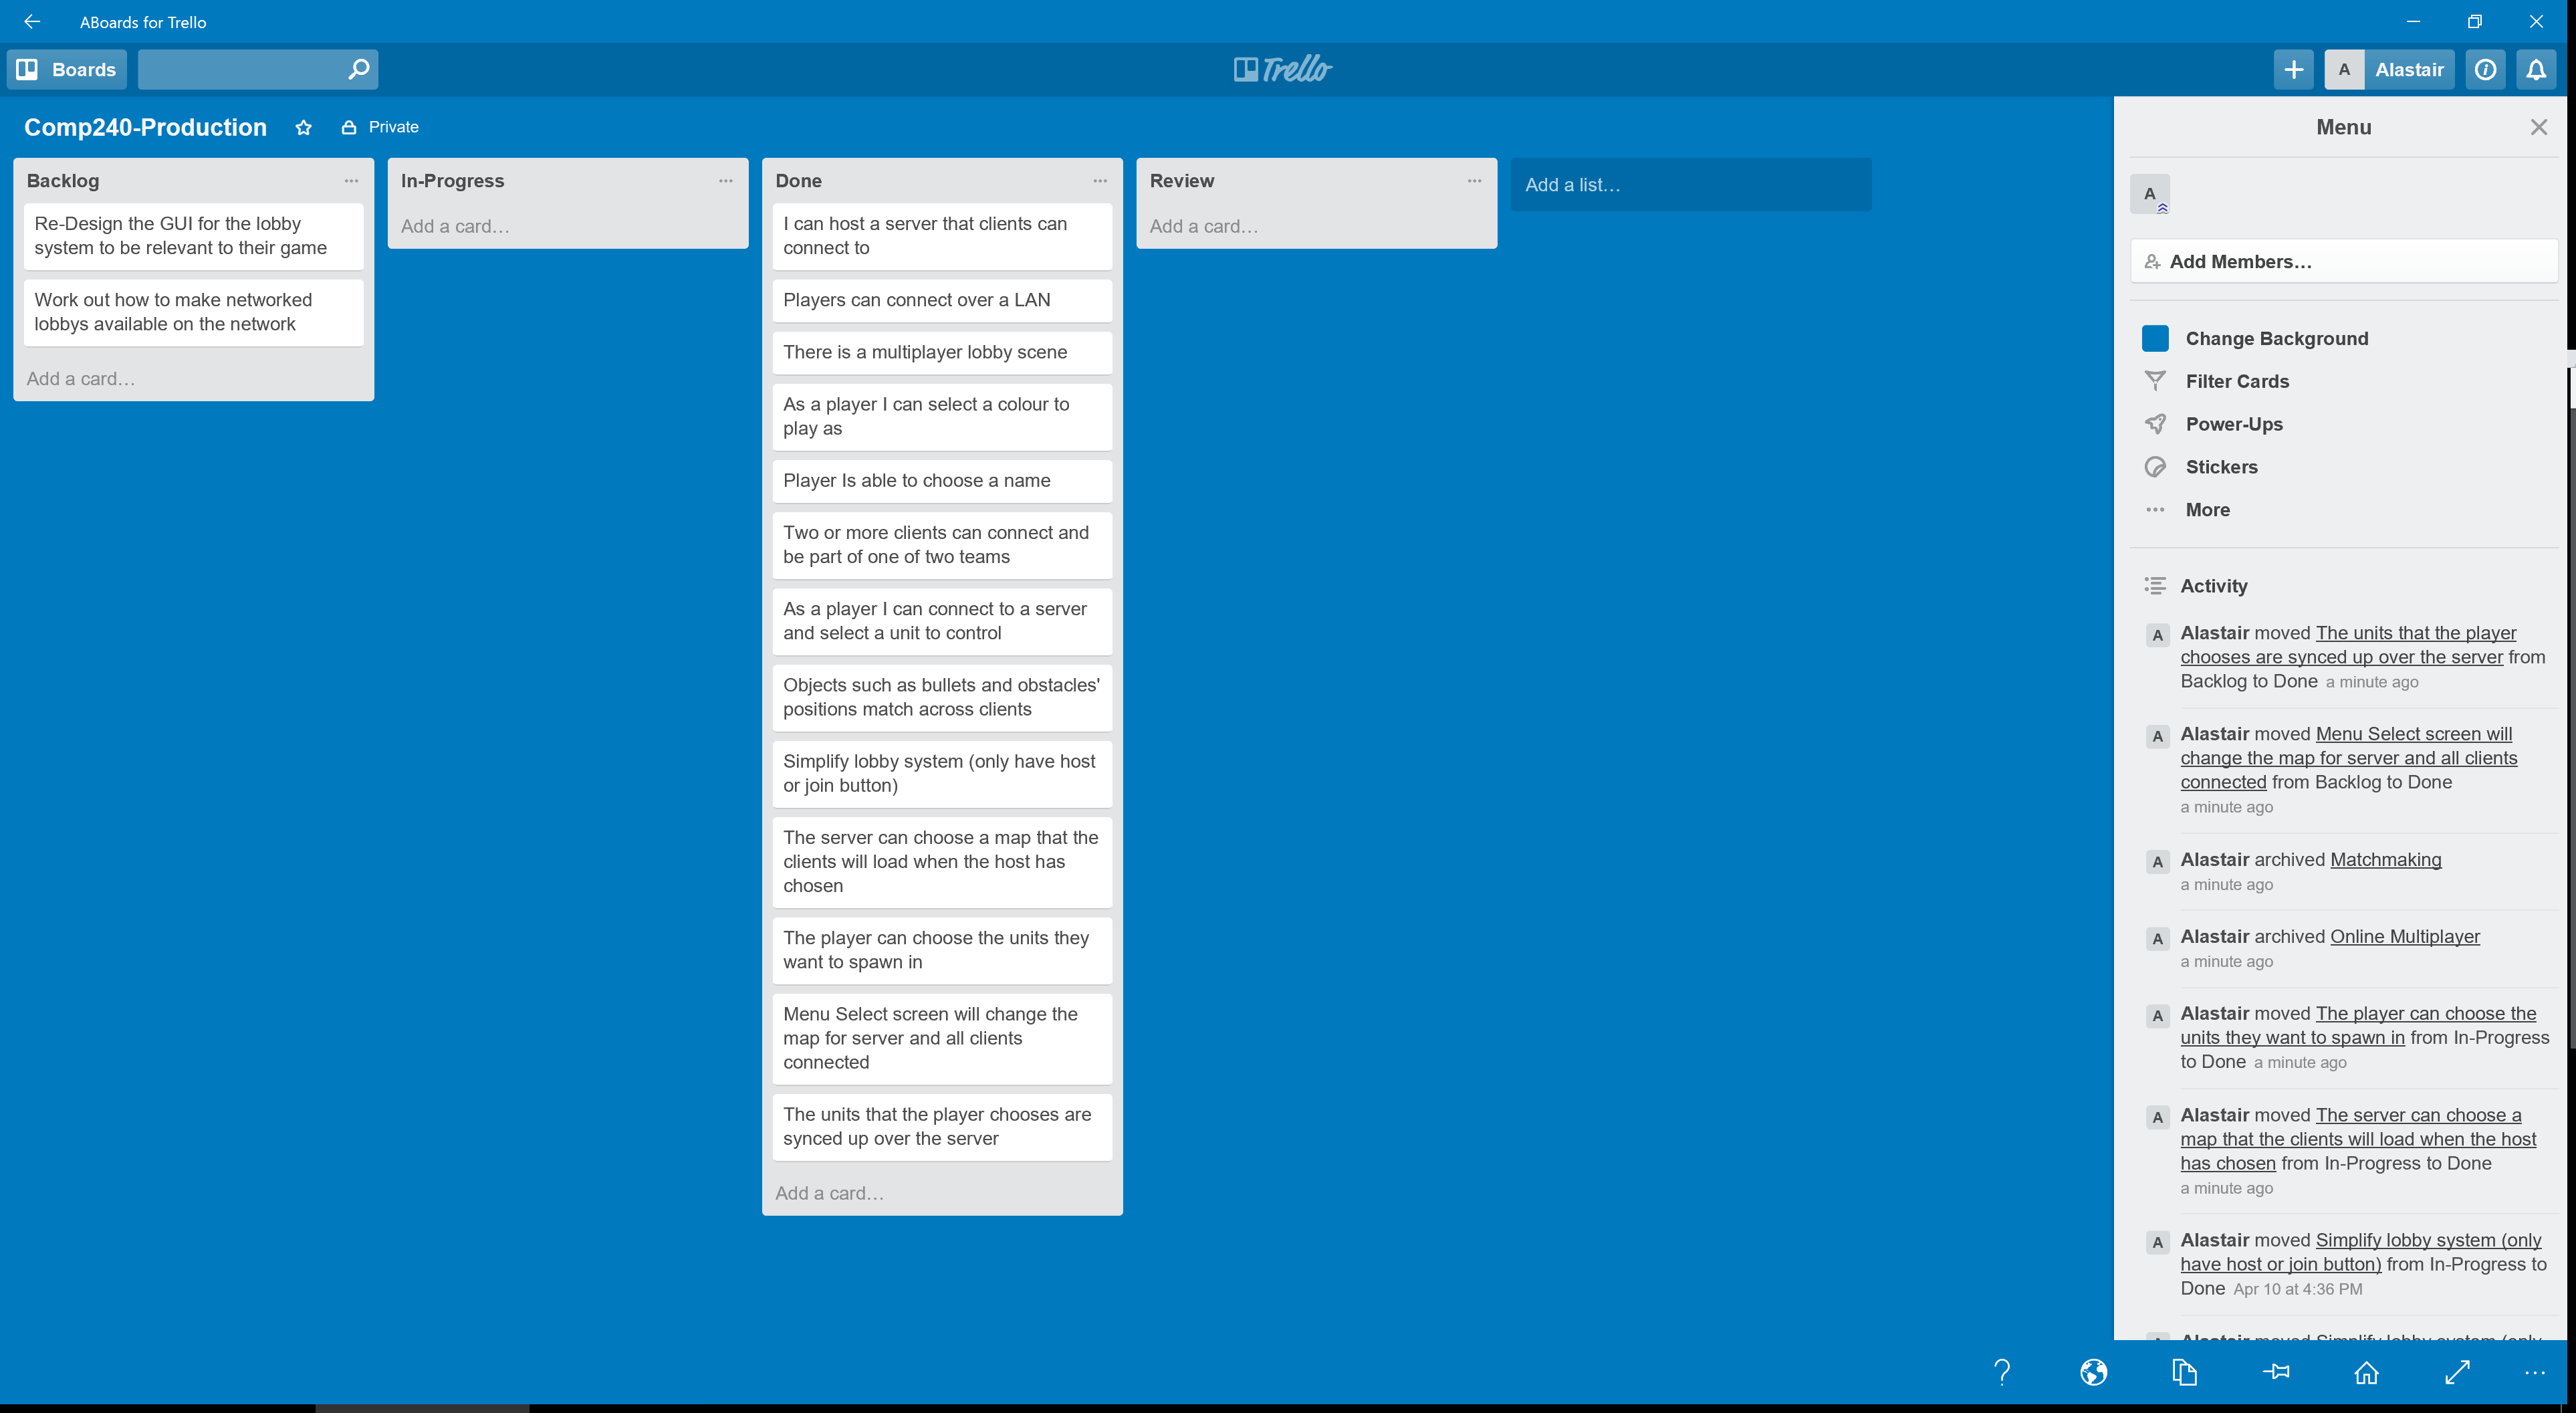 ABoards for Trello
Boards
Trello
A Alastair
Comp240-Production
Private
Backlog
Re-Design the GUI for the lobby
system to be relevant to their game
Work out how to make networked
lobbys available on the network
Add a card…
In-Progress
Add a card…
Done
I can host a server that clients can
connect to
Players can connect over a LAN
There is a multiplayer lobby scene
As a player I can select a colour to
play as
Player Is able to choose a name
Two or more clients can connect and
be part of one of two teams
As a player I can connect to a server
and select a unit to control
Objects such as bullets and obstacles'
positions match across clients
Simplify lobby system (only have host
or join button)
The server can choose a map that the
clients will load when the host has
chosen
The player can choose the units they
want to spawn in
Menu Select screen will change the
map for server and all clients
connected
The units that the player chooses are
synced up over the server
Add a card…
Review
Add a card…
Add a list…
Menu
A
Add Members…
Change Background
Filter Cards
Power-Ups
Stickers
More
Activity
A Alastair moved The units that the player
chooses are synced up over the server from
Backlog to Done a minute ago
A Alastair moved Menu Select screen will
change the map for server and all clients
connected from Backlog to Done
a minute ago
A Alastair archived Matchmaking
a minute ago
A Alastair archived Online Multiplayer
a minute ago
A Alastair moved The player can choose the
units they want to spawn in from In-Progress
to Done a minute ago
A Alastair moved The server can choose a
map that the clients will load when the host
has chosen from In-Progress to Done
a minute ago
A Alastair moved Simplify lobby system (only
have host or join button) from In-Progress to
Done Apr 10 at 4:36 PM
Alastair moved Simplify lobby system (only